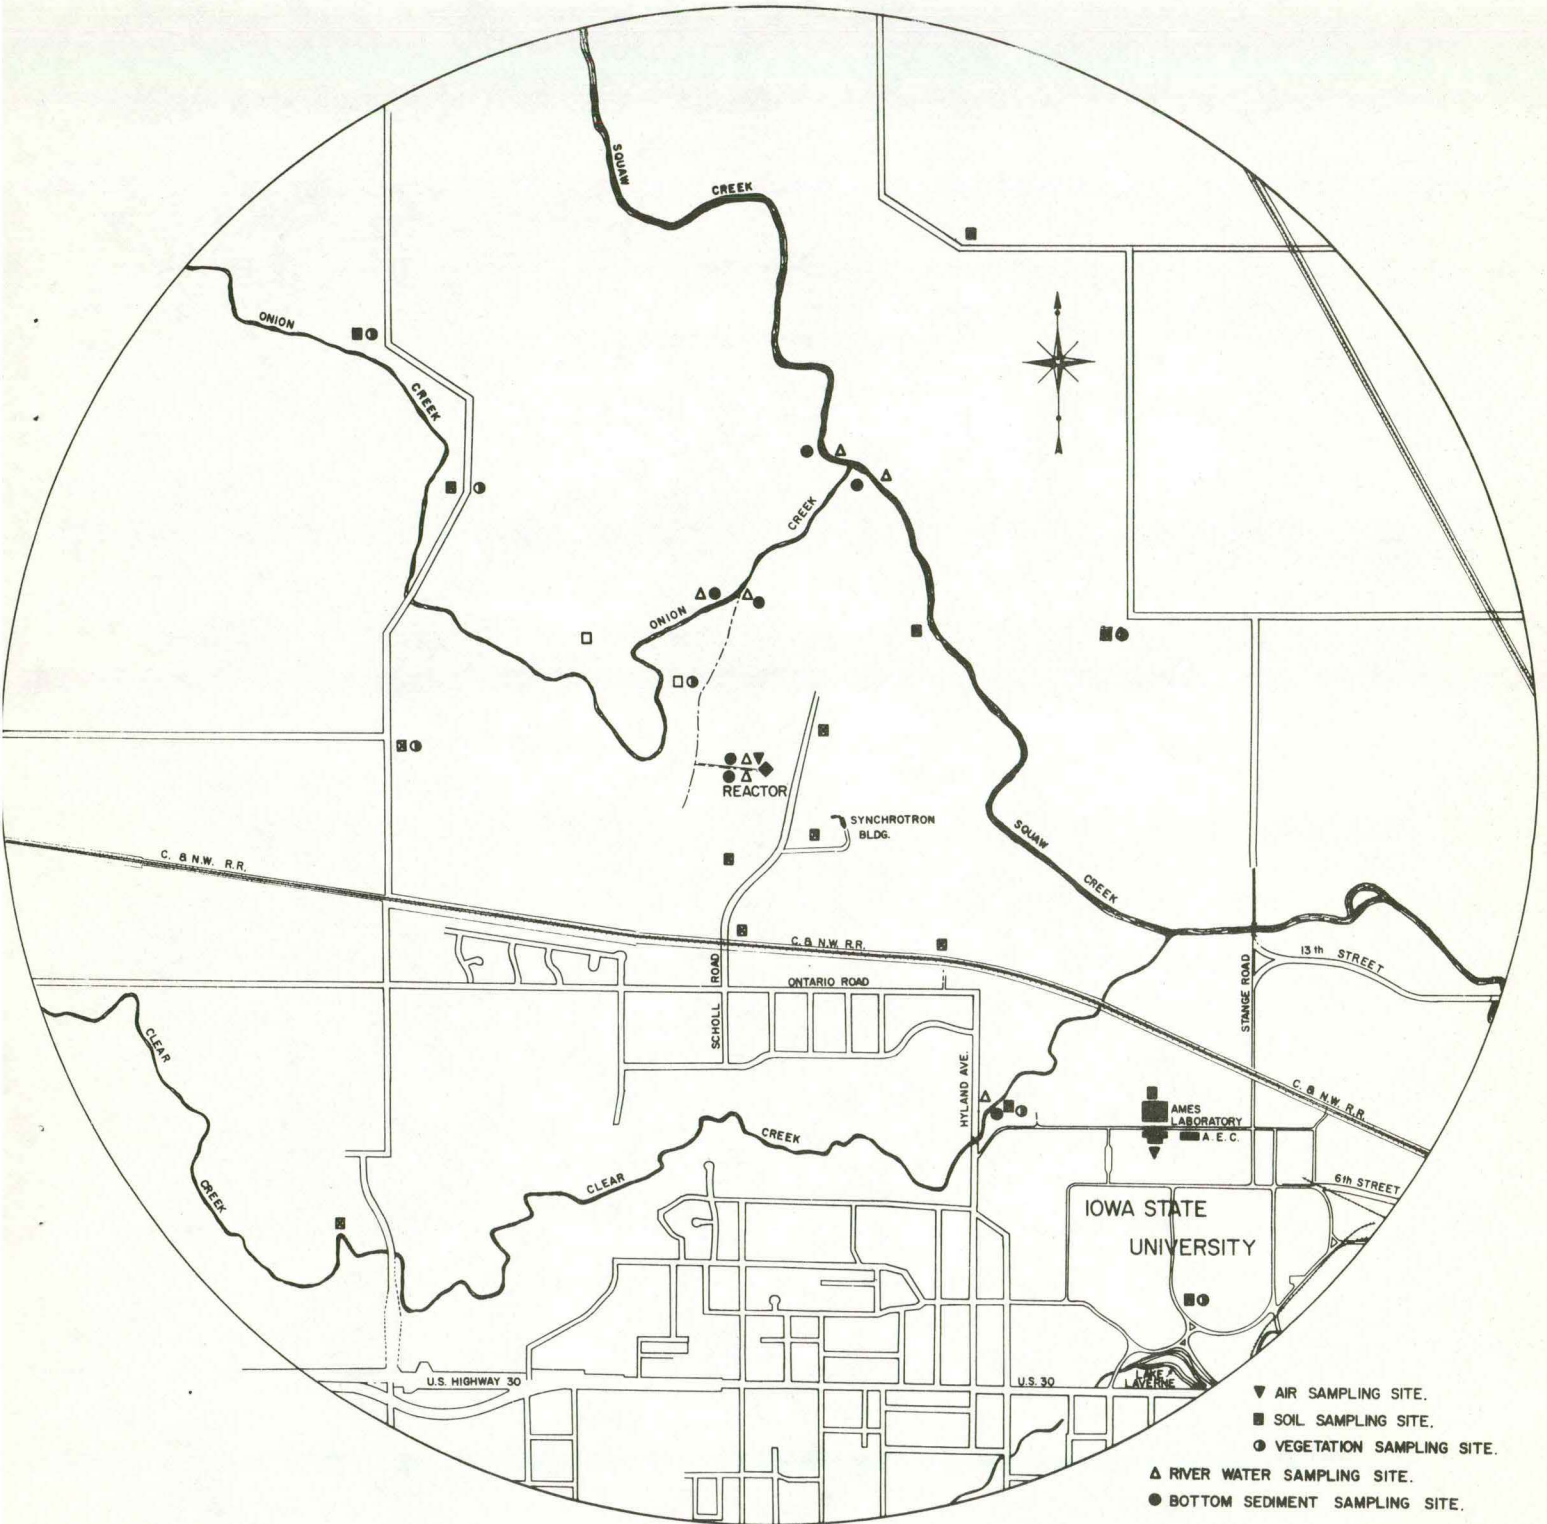 SQUAW
CREEK
ONION
CREEK
CREEK
ONION
REACTOR
SYNCHROTRON
BLDG.
SQUAW
CREEK
C. & N.W. R.R.
C. & N.W. R.R.
ONTARIO ROAD
SCHOLL ROAD
STANGE ROAD
13th STREET
CLEAR
CREEK
HYLAND AVE.
C. & N.W. R.R.
AMES
LABORATORY
A.E.C.
CREEK
CLEAR
6th STREET
IOWA STATE
UNIVERSITY
U.S. HIGHWAY 30
U.S. 30
LAKE
LAVERNE
AIR SAMPLING SITE.
SOIL SAMPLING SITE.
VEGETATION SAMPLING SITE.
RIVER WATER SAMPLING SITE.
BOTTOM SEDIMENT SAMPLING SITE.